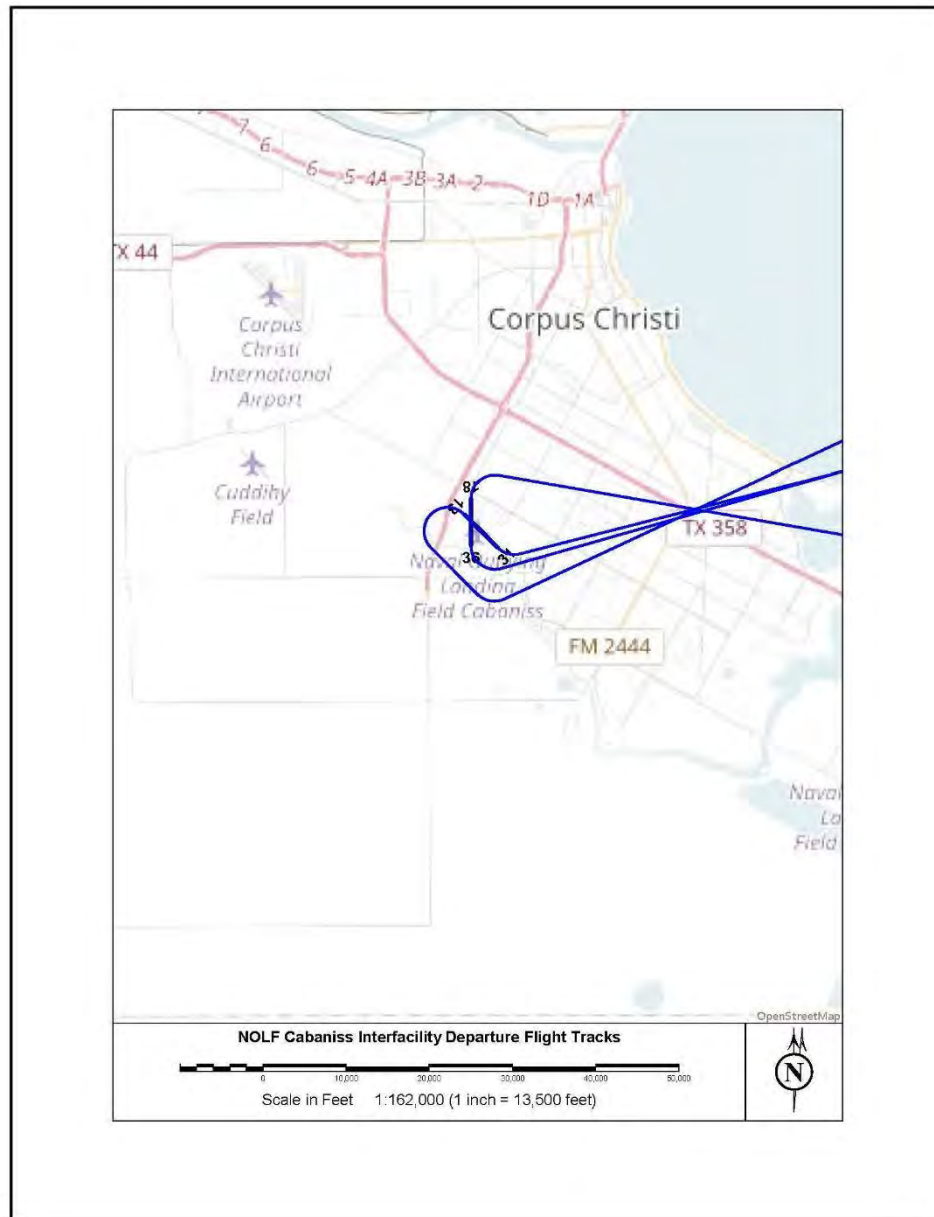 7
6
6
5
4A
3B
3A
2
1D
1A
TX 44
Corpus Christi
Corpus
Christi
International
Airport
Cuddihy
Field
TX 358
Landing
Field Cabaniss
FM 2444
Naval
Field
OpenStreetMap
NOLF Cabaniss Interfacility Departure Flight Tracks
0 10,000 20,000 30,000 40,000 50,000
Scale in Feet 1:162,000 (1 inch = 13,500 feet)
N